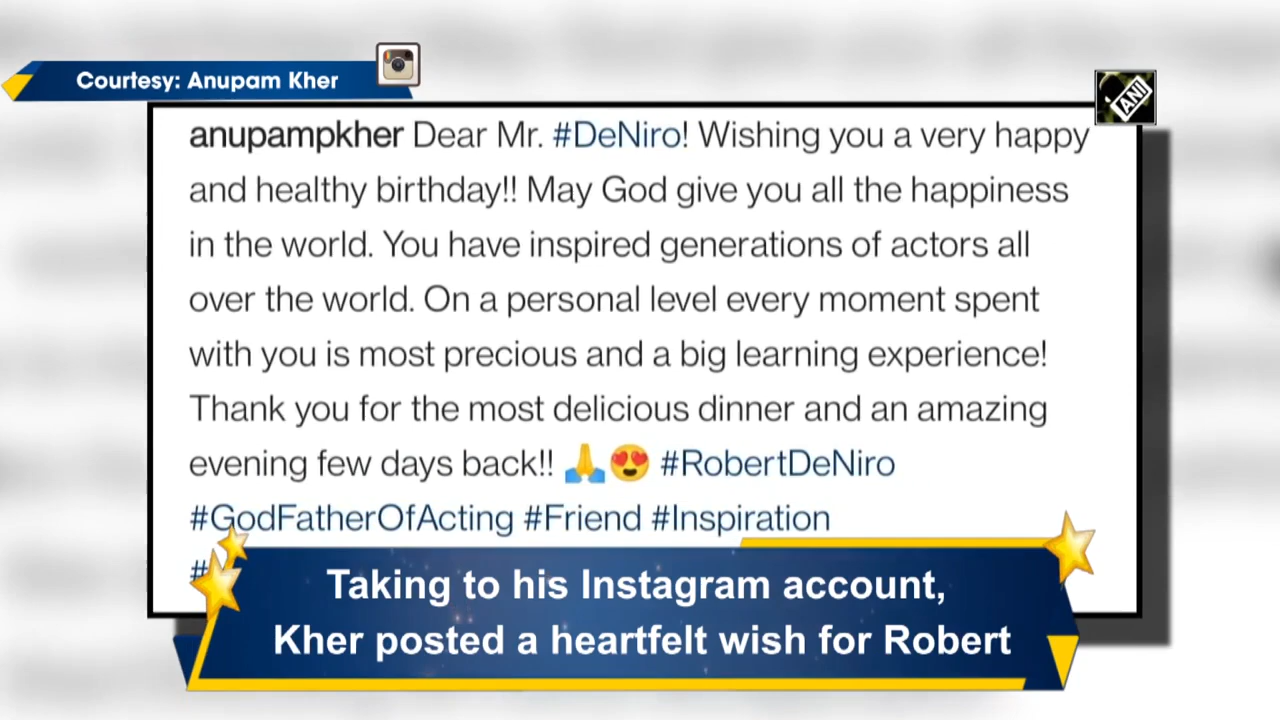 Courtesy: Anupam Kher
ANI
anupampkher Dear Mr. #DeNiro! Wishing you a very happy
and healthy birthday!! May God give you all the happiness
in the world. You have inspired generations of actors all
over the world. On a personal level every moment spent
with you is most precious and a big learning experience!
Thank you for the most delicious dinner and an amazing
evening few days back!! 🙏😍 #RobertDeNiro
#GodFatherOfActing #Friend #Inspiration
#
Taking to his Instagram account,
Kher posted a heartfelt wish for Robert